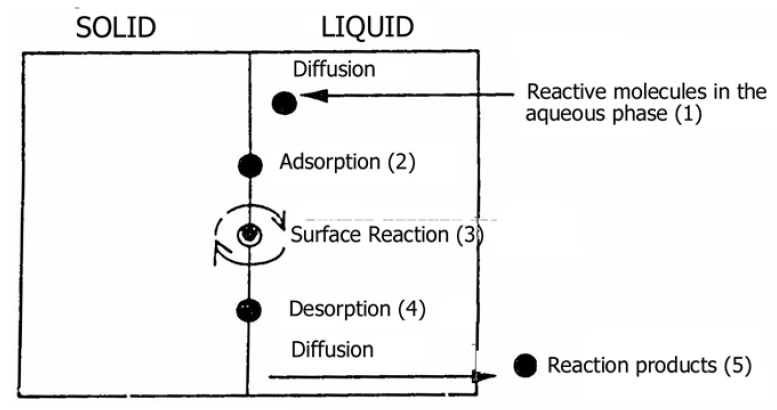 SOLID
LIQUID
Diffusion
Reactive molecules in the
aqueous phase (1)
Adsorption (2)
Surface Reaction (3)
Desorption (4)
Diffusion
Reaction products (5)